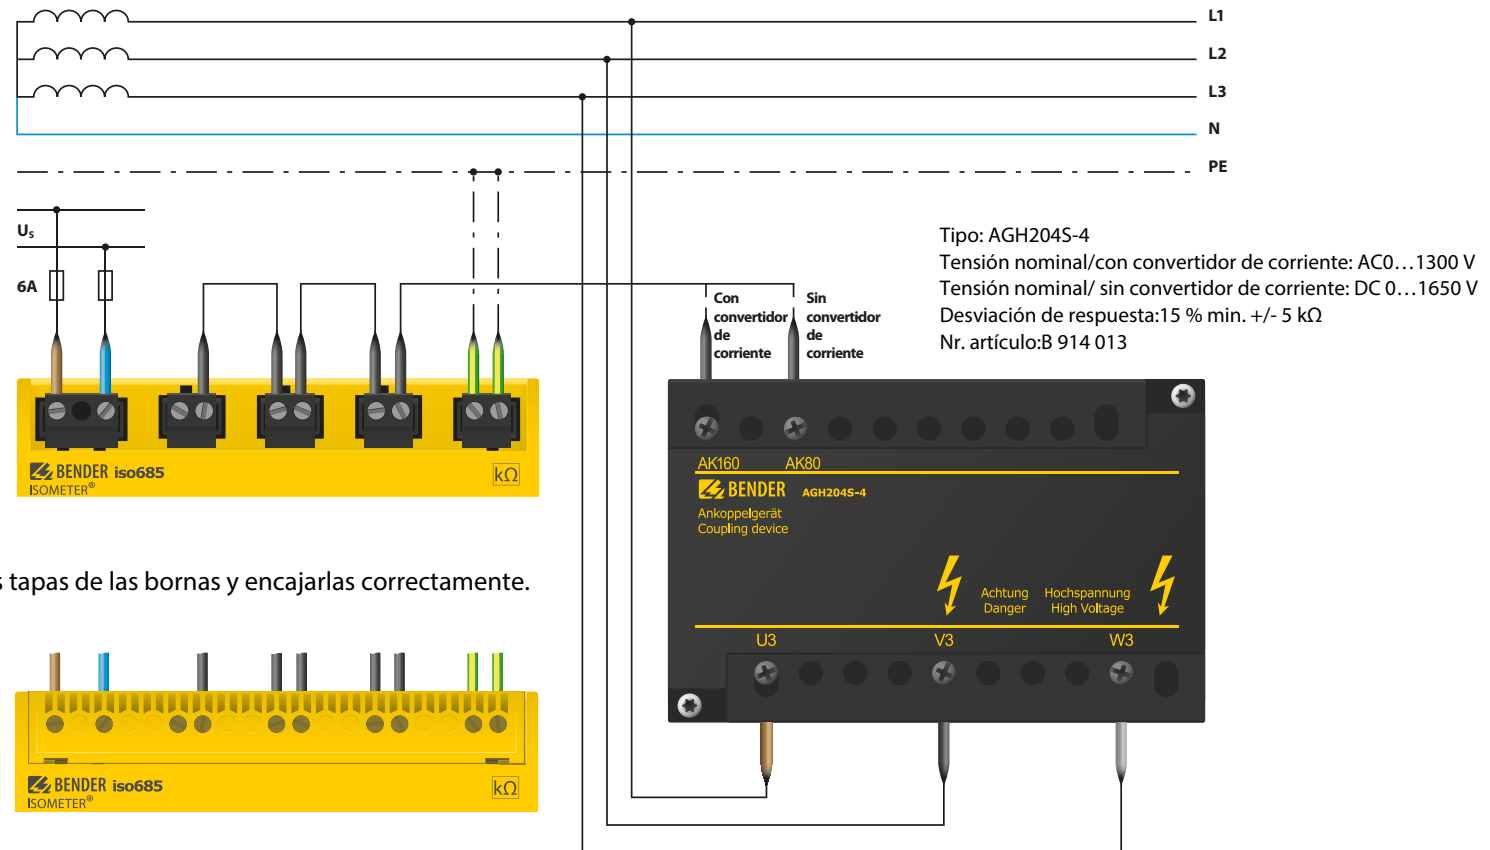 L1
L2
L3
N
PE
Us
6A
Con
convertidor
de
corriente
Sin
convertidor
de
corriente
Tipo: AGH204S-4
Tensión nominal/con convertidor de corriente: AC0…1300 V
Tensión nominal/ sin convertidor de corriente: DC 0…1650 V
Desviación de respuesta:15 % min. +/- 5 kΩ
Nr. artículo:B 914 013
BENDER iso685
ISOMETER®
kΩ
AK160 AK80
BENDER AGH204S-4
Ankoppelgerät
Coupling device
Achtung Hochspannung
Danger High Voltage
U3 V3 W3
s tapas de las bornas y encajarlas correctamente.
BENDER iso685
ISOMETER®
kΩ